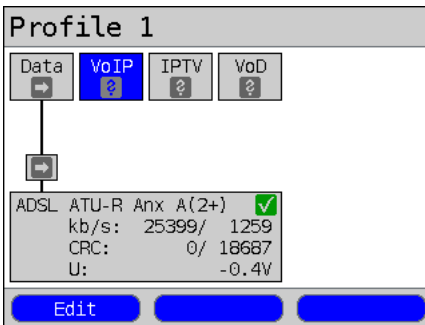 Profile 1
Data VoIP IPTV VoD
? ? ?
ADSL ATU-R Anx A(2+)
kb/s: 25399/ 1259
CRC: 0/ 18687
U: -0.4V
Edit